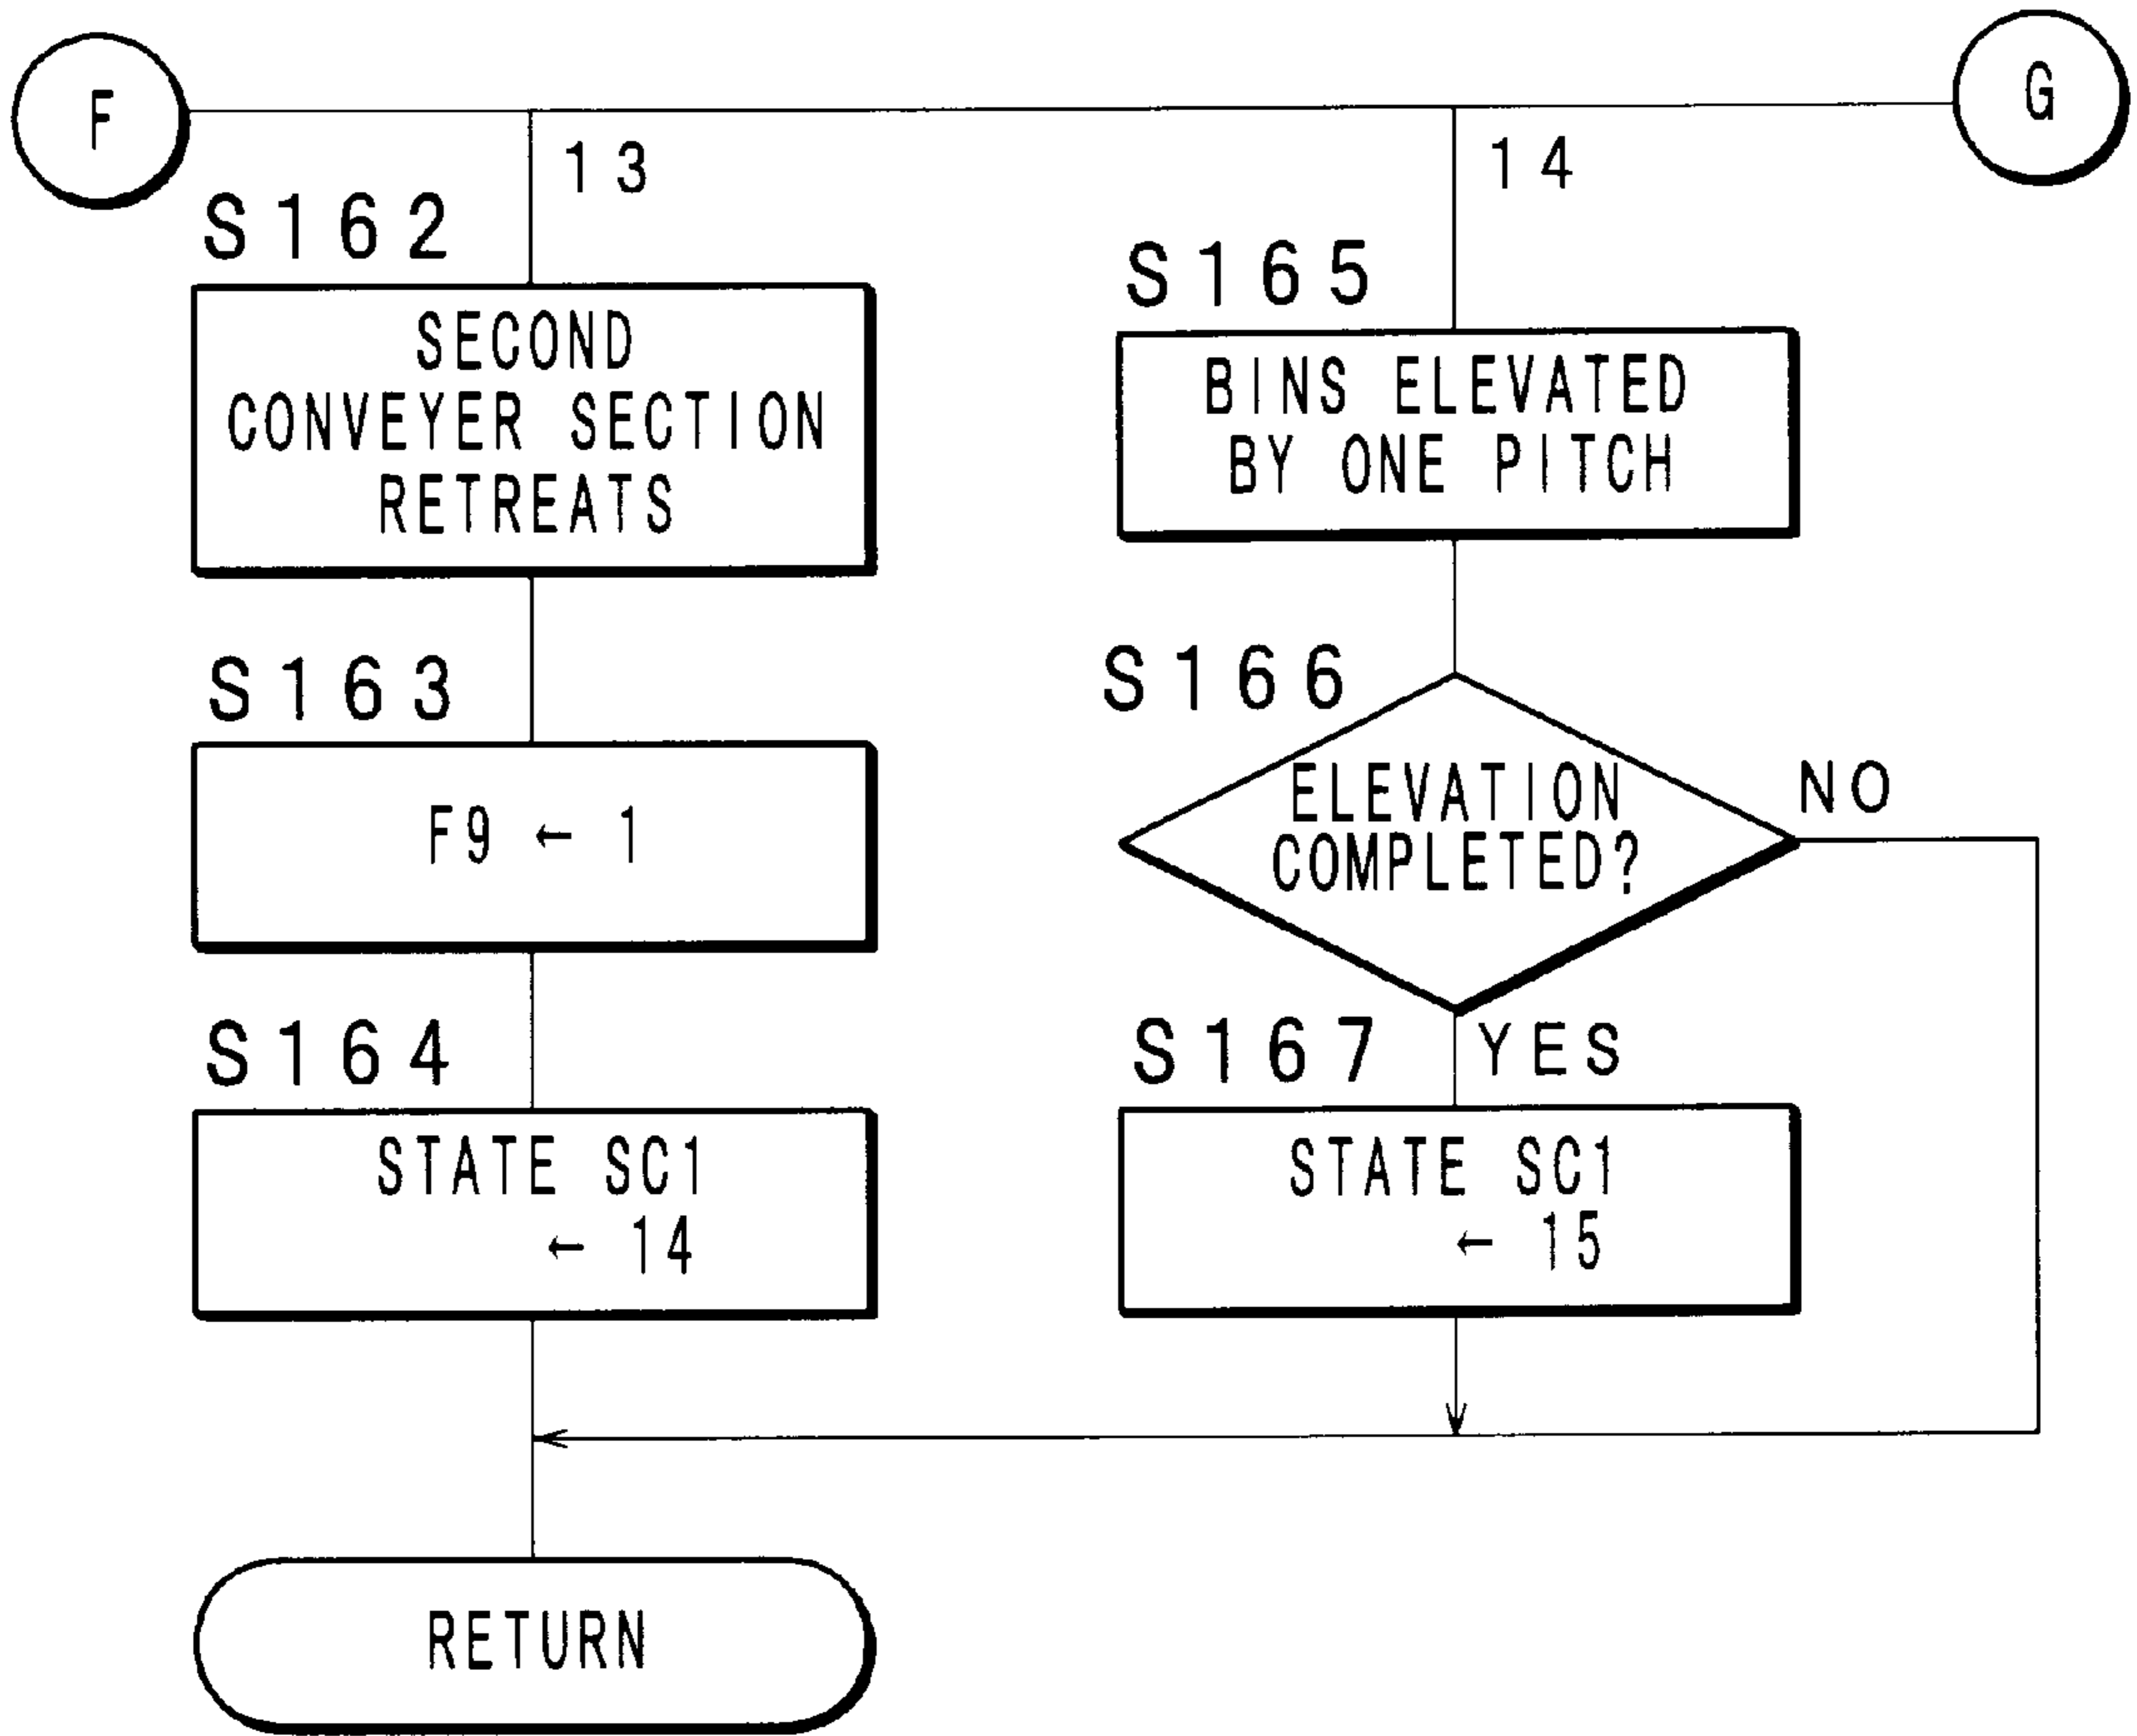 F
G
13
14
S162
SECOND
CONVEYER SECTION
RETREATS
S163
F9 ← 1
S164
STATE SC1
← 14
S165
BINS ELEVATED
BY ONE PITCH
S166
ELEVATION
COMPLETED?
NO
YES
S167
STATE SC1
← 15
RETURN